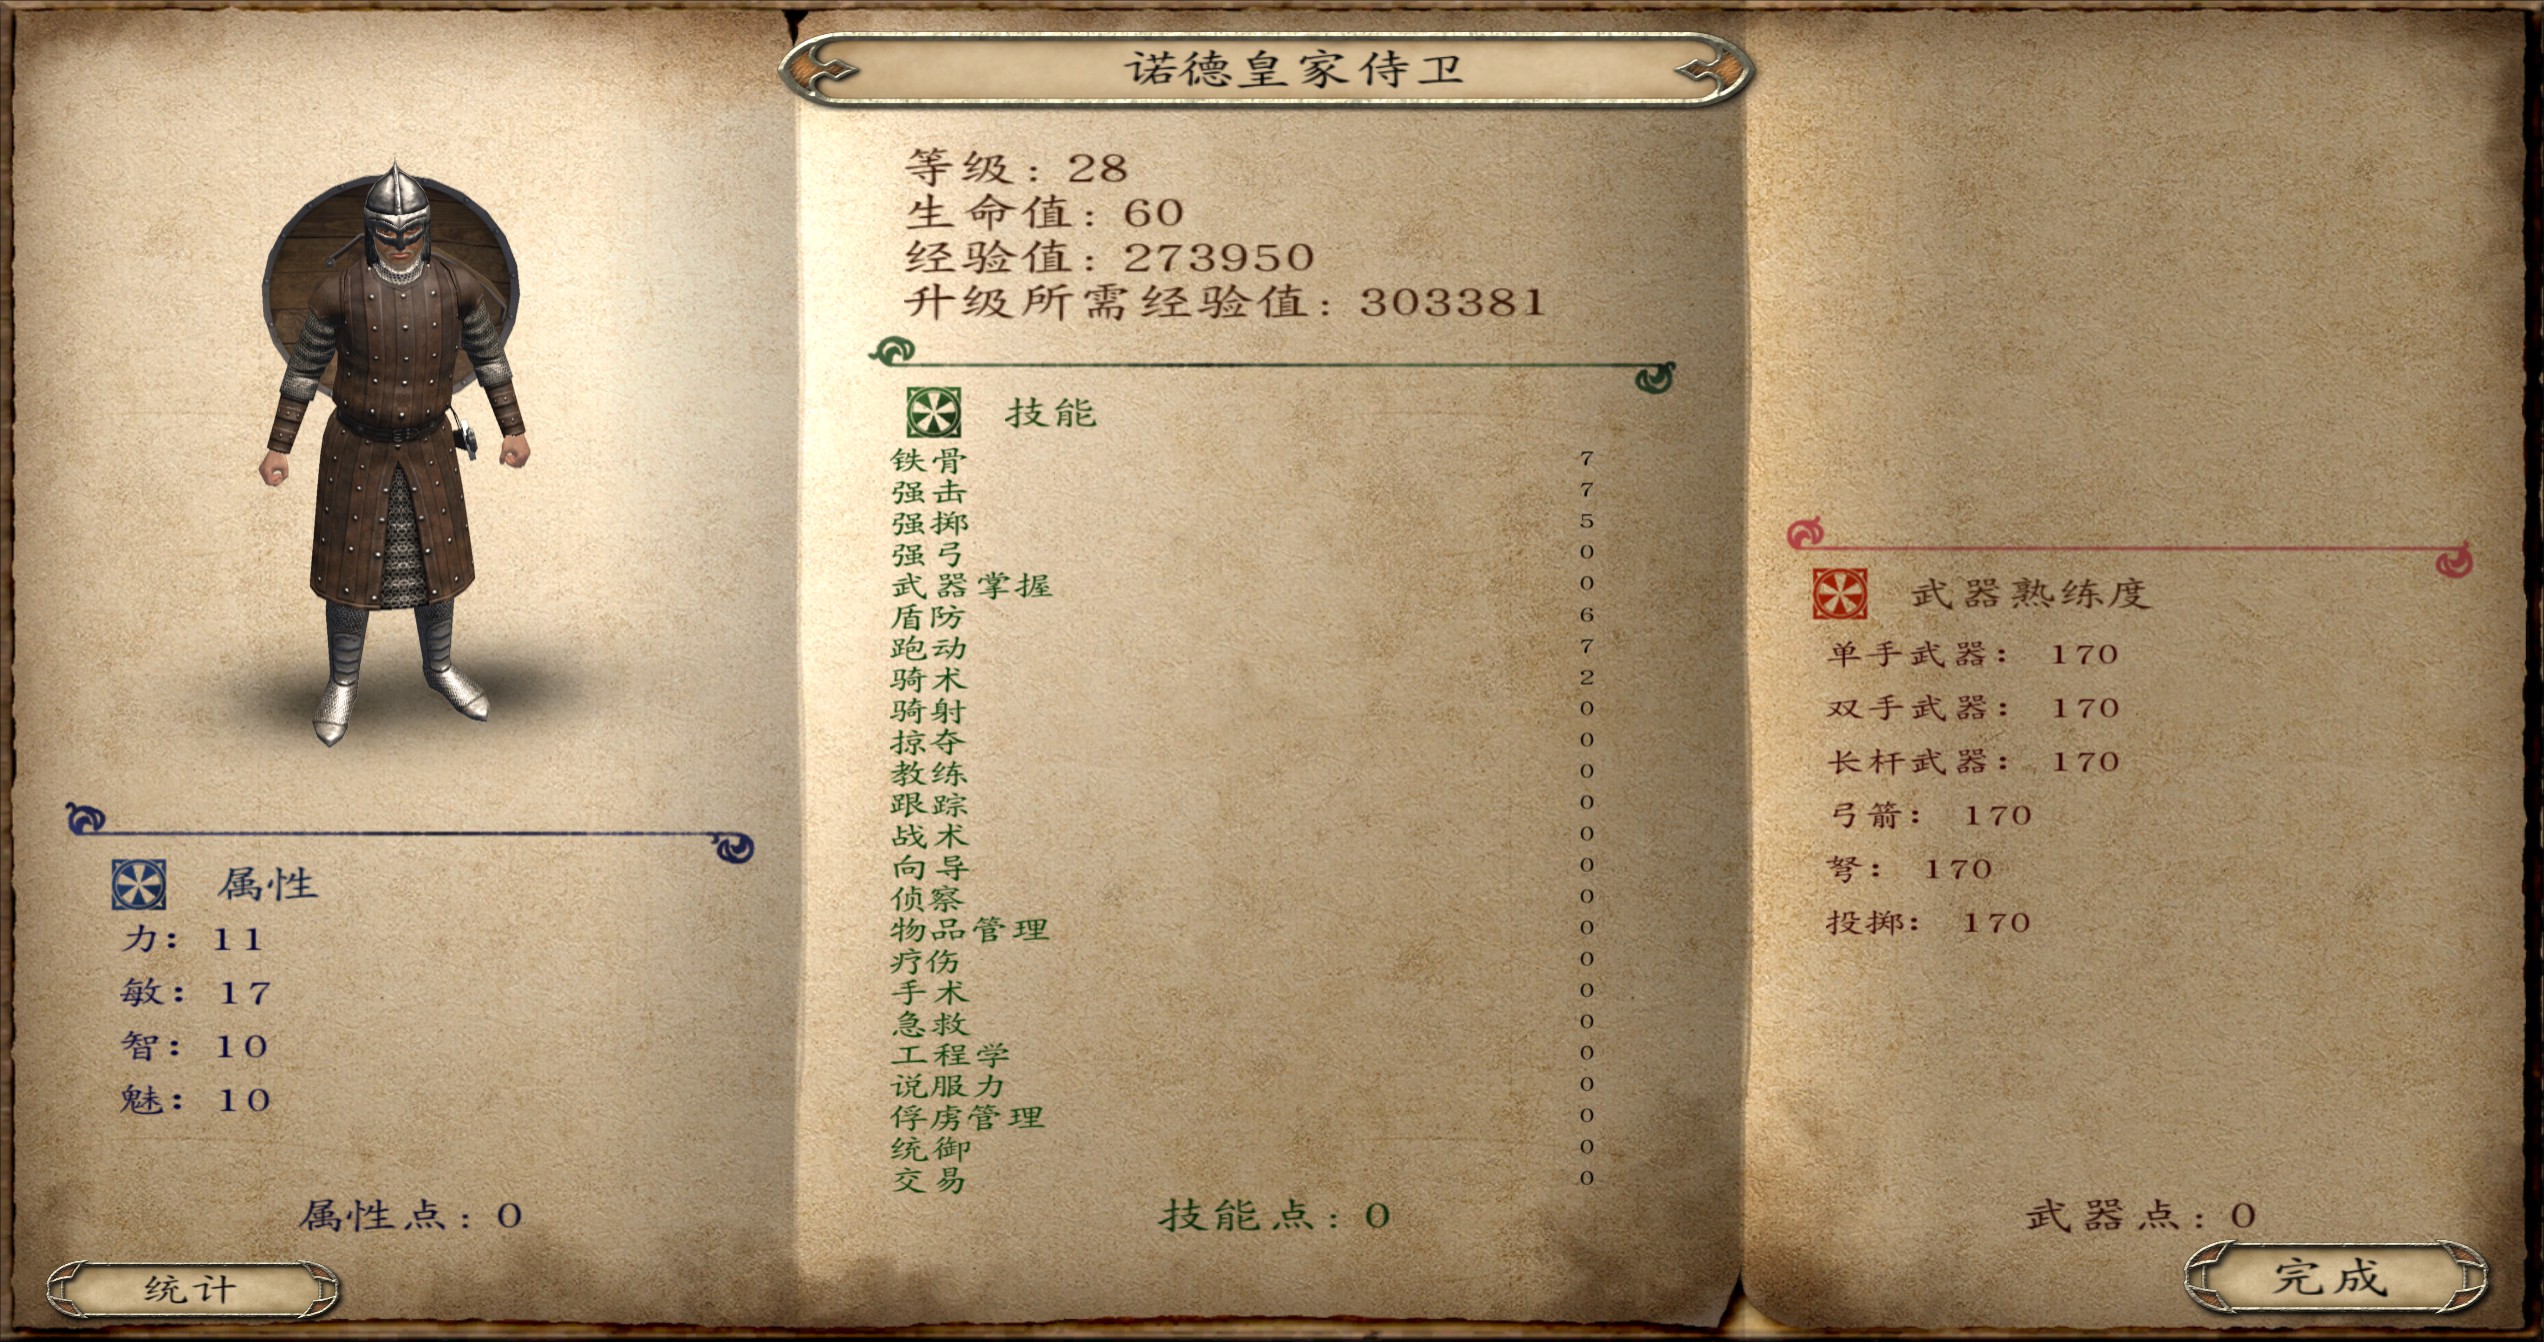 诺德皇家侍卫
等级: 28
生命值: 60
经验值: 273950
升级所需经验值: 303381
技能
铁骨 7
强击 7
强掷 5
强弓 0
武器掌握 0
盾防 6
跑动 7
骑术 2
骑射 0
掠夺 0
教练 0
跟踪 0
战术 0
向导 0
侦察 0
物品管理 0
疗伤 0
手术 0
急救 0
工程学 0
说服力 0
俘虏管理 0
统御 0
交易 0
技能点: 0
属性
力: 11
敏: 17
智: 10
魅: 10
属性点: 0
统计
武器熟练度
单手武器: 170
双手武器: 170
长杆武器: 170
弓箭: 170
弩: 170
投掷: 170
武器点: 0
完成